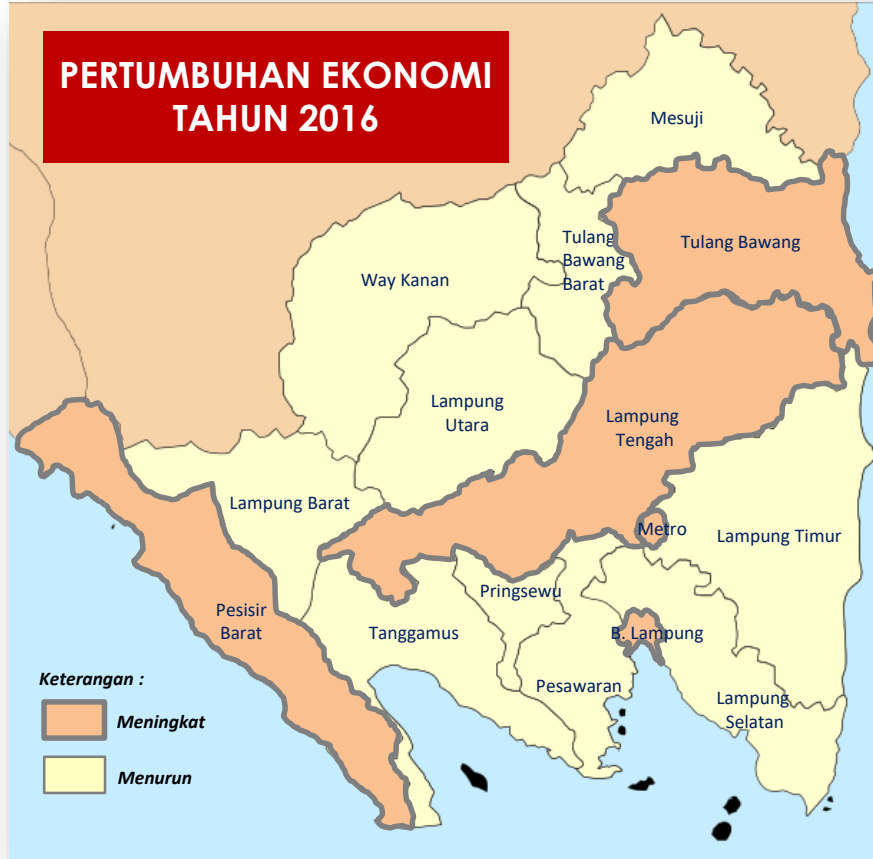 PERTUMBUHAN EKONOMI
TAHUN 2016
Mesuji
Tulang
Bawang
Barat
Tulang Bawang
Way Kanan
Lampung
Utara
Lampung
Tengah
Lampung Barat
Metro
Lampung Timur
Pringsewu
Pesisir
Barat
Tanggamus
B. Lampung
Pesawaran
Lampung
Selatan
Keterangan :
Meningkat
Menurun